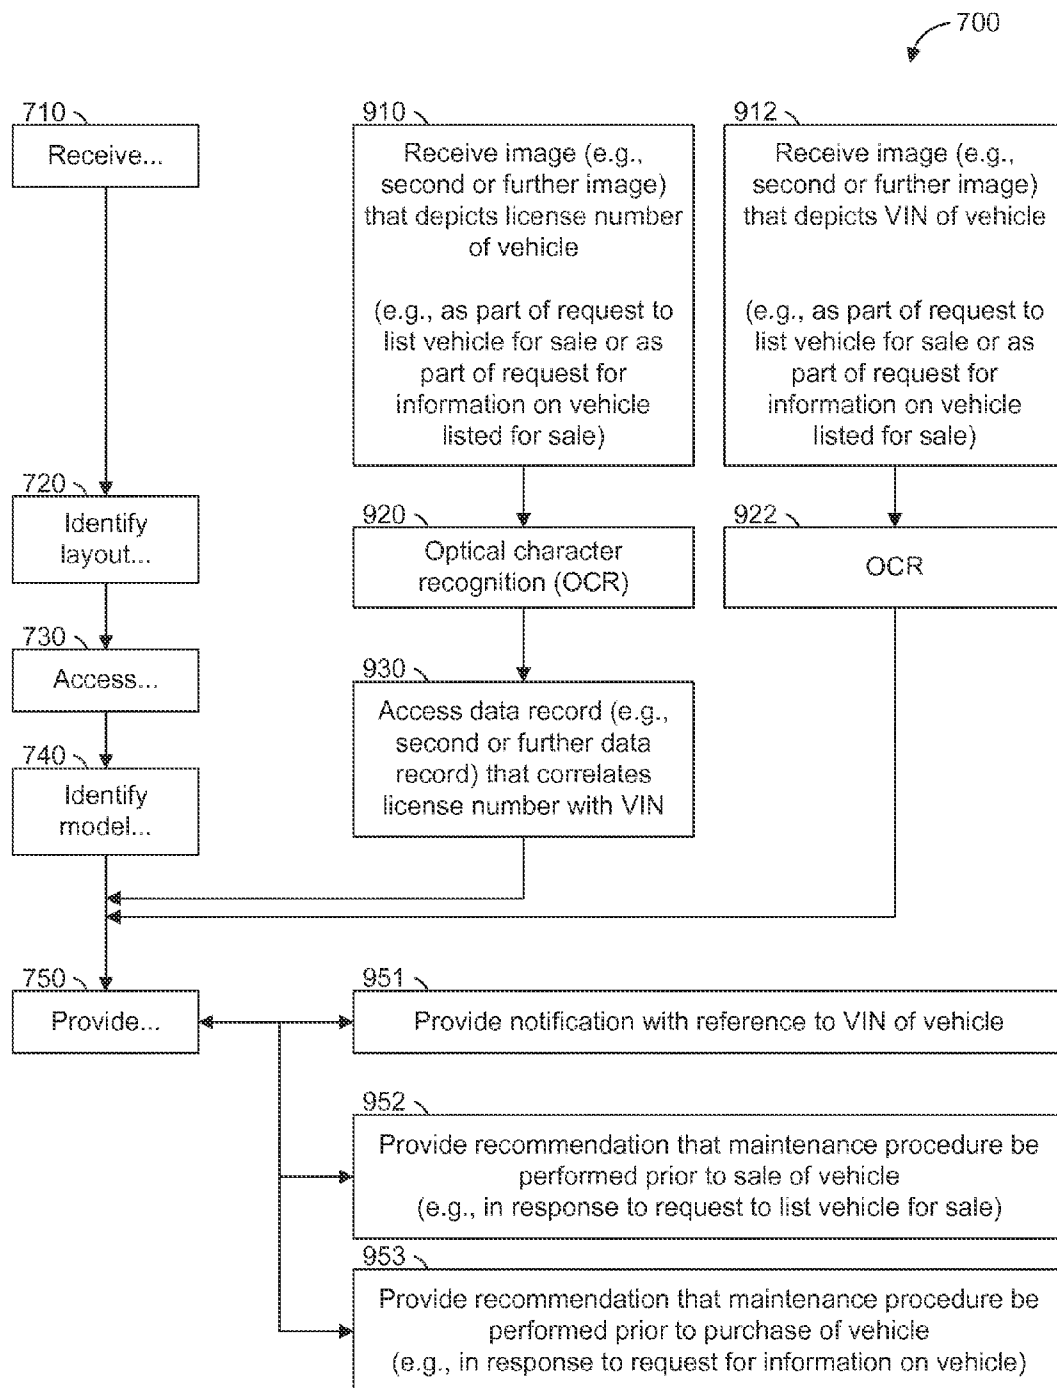 700
710
Receive...
910
Receive image (e.g.,
second or further image)
that depicts license number
of vehicle
(e.g., as part of request to
list vehicle for sale or as
part of request for
information on vehicle
listed for sale)
912
Receive image (e.g.,
second or further image)
that depicts VIN of vehicle
(e.g., as part of request to
list vehicle for sale or as
part of request for
information on vehicle
listed for sale)
720
Identify
layout...
920
Optical character
recognition (OCR)
922
OCR
730
Access...
930
Access data record (e.g.,
second or further data
record) that correlates
license number with VIN
740
Identify
model...
750
Provide...
951
Provide notification with reference to VIN of vehicle
952
Provide recommendation that maintenance procedure be
performed prior to sale of vehicle
(e.g., in response to request to list vehicle for sale)
953
Provide recommendation that maintenance procedure be
performed prior to purchase of vehicle
(e.g., in response to request for information on vehicle)